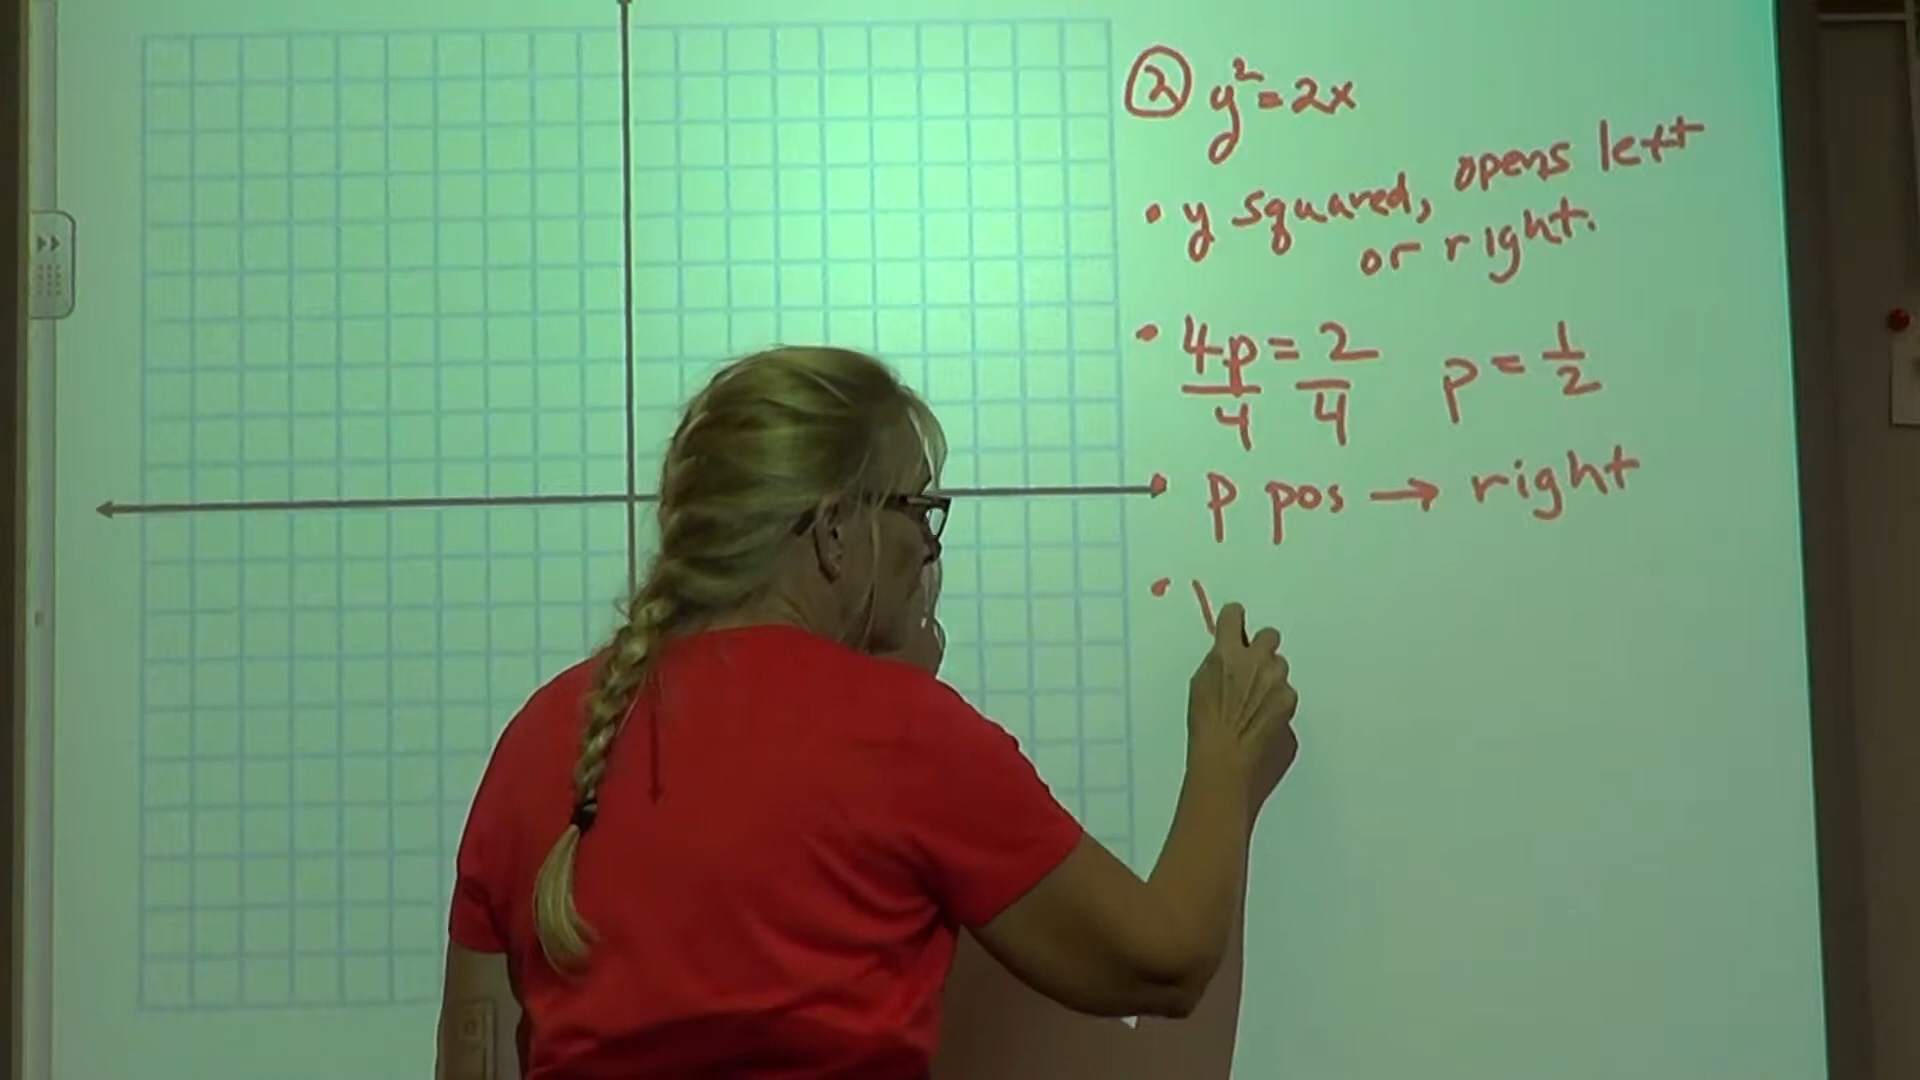 ② y² = 2x
• y squared, opens left
or right.
• 4p/4 = 2/4 p = 1/2
• p pos → right
•